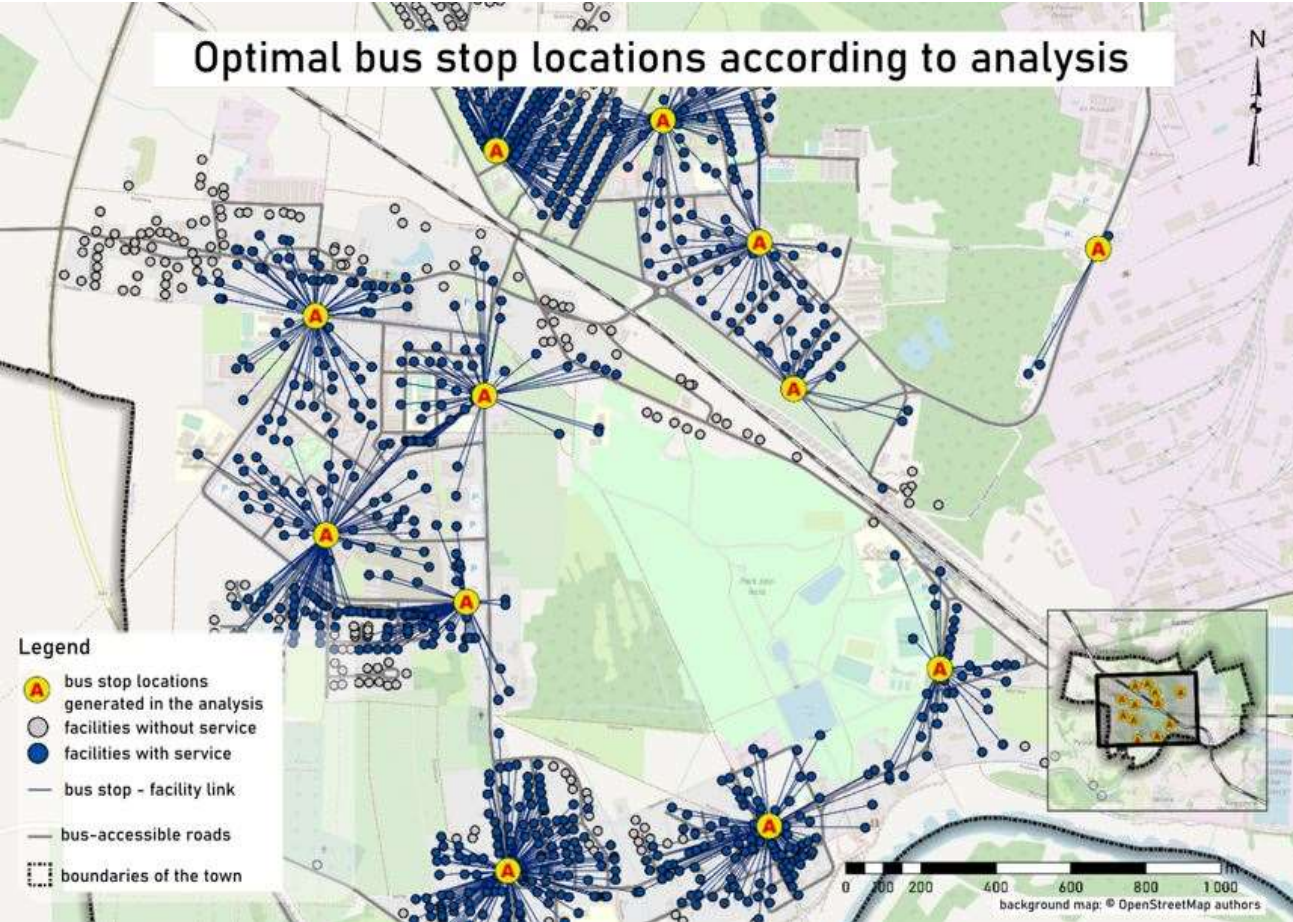 Optimal bus stop locations according to analysis
N
A
A
A
A
A
A
A
A
A
A
A
A
Legend
A bus stop locations
generated in the analysis
facilities without service
facilities with service
bus stop - facility link
bus-accessible roads
boundaries of the town
0 100 200 400 600 800 1 000
m
background map: © OpenStreetMap authors